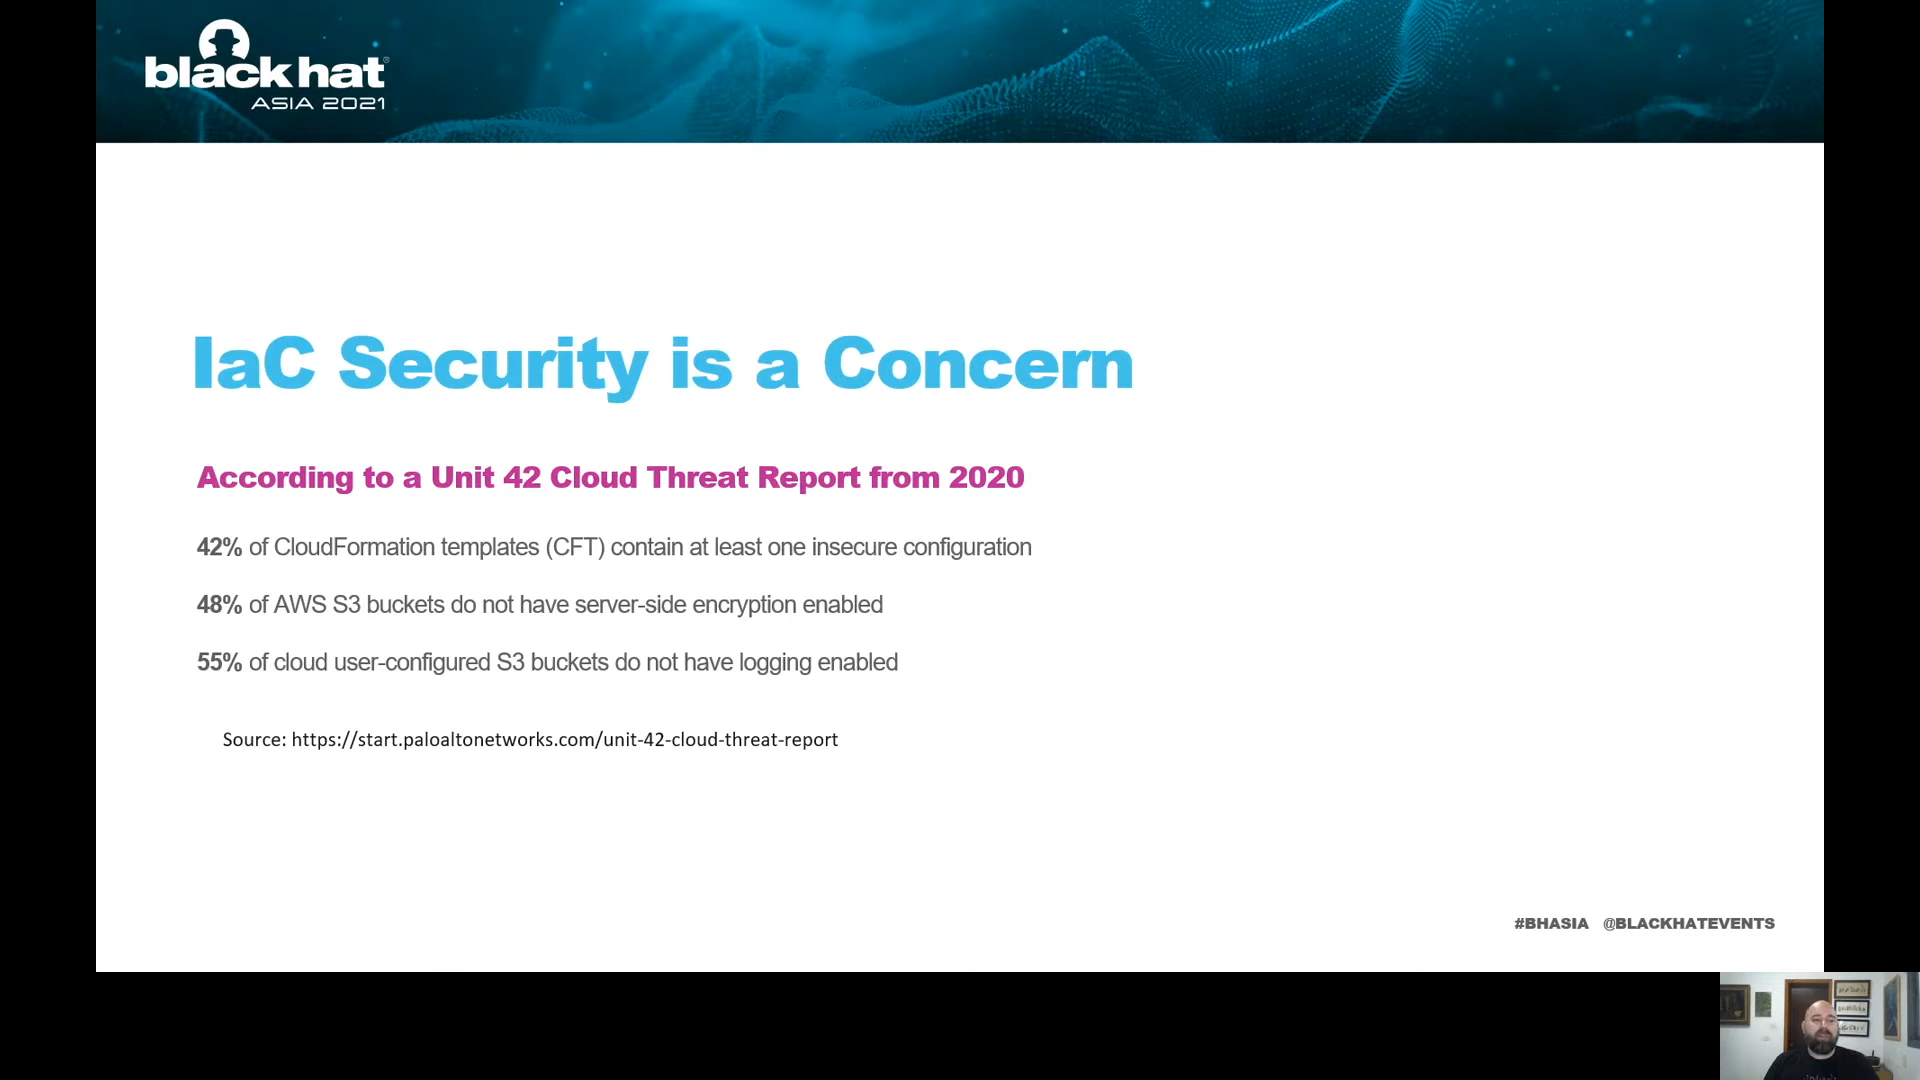 black hat®
ASIA 2021
IaC Security is a Concern
According to a Unit 42 Cloud Threat Report from 2020
42% of CloudFormation templates (CFT) contain at least one insecure configuration
48% of AWS S3 buckets do not have server-side encryption enabled
55% of cloud user-configured S3 buckets do not have logging enabled
Source: https://start.paloaltonetworks.com/unit-42-cloud-threat-report
#BHASIA @BLACKHATEVENTS